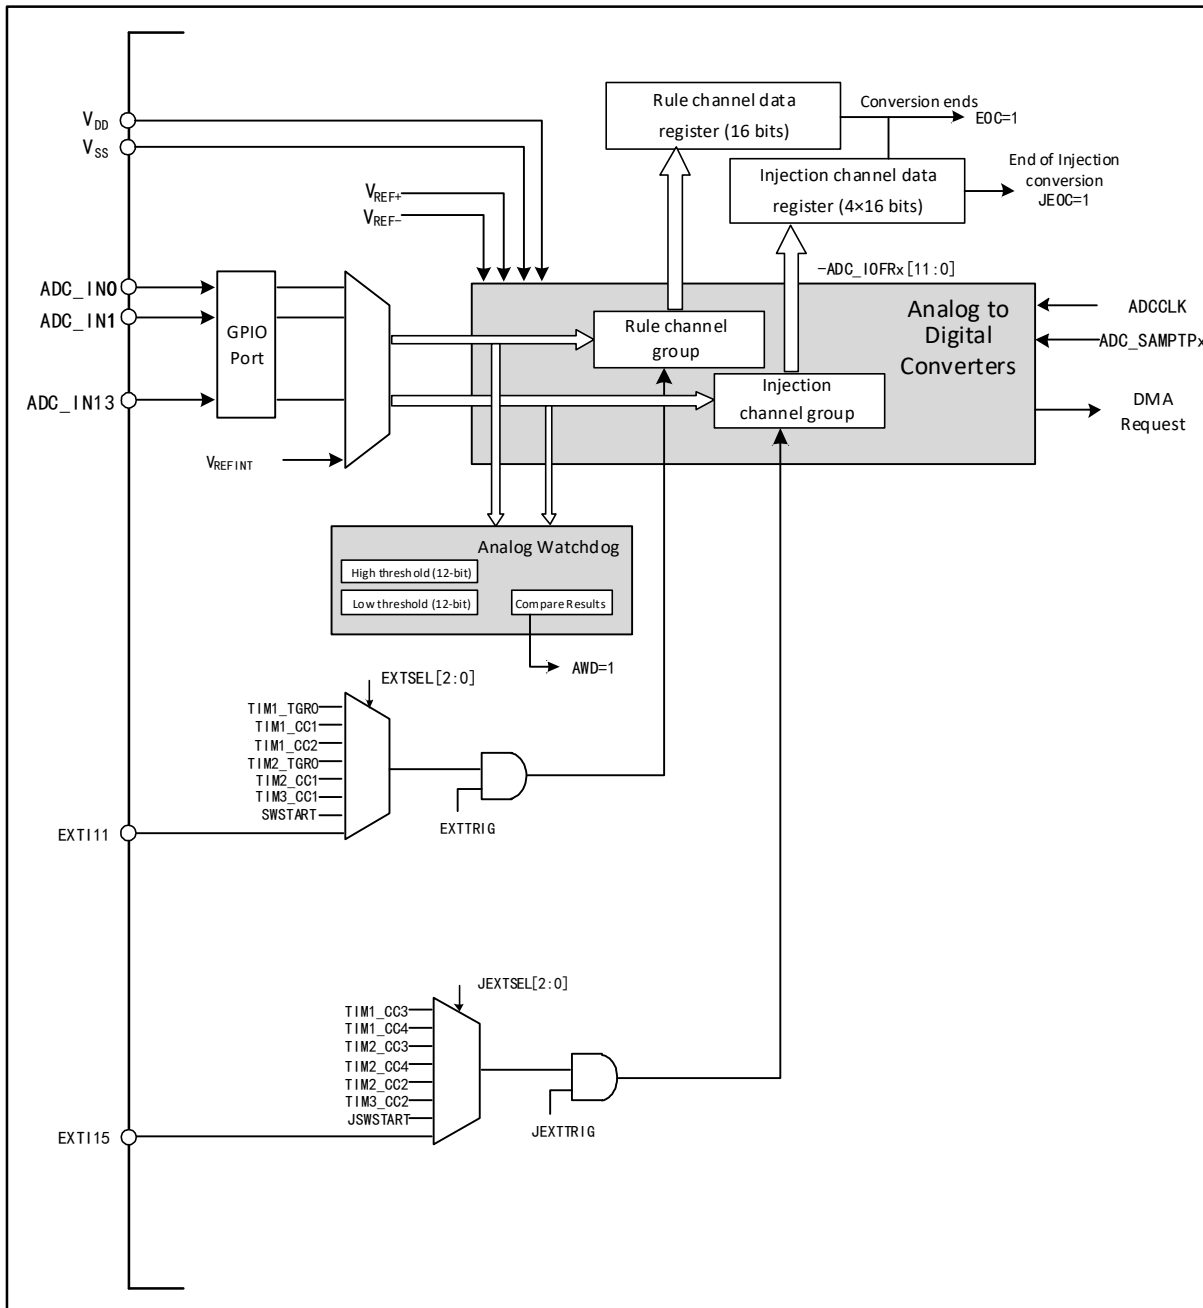 Rule channel data
register (16 bits)
Conversion ends
EOC=1
VDD
VSS
Injection channel data
register (4×16 bits)
End of Injection
conversion
JEOC=1
VREF+
VREF-
-ADC_IOFRx[11:0]
ADC_IN0
ADC_IN1
ADC_IN13
GPIO
Port
VREFINT
Rule channel
group
Injection
channel group
Analog to
Digital
Converters
ADCCLK
ADC_SAMPTPx
DMA
Request
Analog Watchdog
High threshold (12-bit)
Low threshold (12-bit)
Compare Results
AWD=1
EXTSEL[2:0]
TIM1_TGRO
TIM1_CC1
TIM1_CC2
TIM2_TGRO
TIM2_CC1
TIM3_CC1
SWSTART
EXTI11
EXTTRIG
JEXTSEL[2:0]
TIM1_CC3
TIM1_CC4
TIM2_CC3
TIM2_CC4
TIM2_CC2
TIM3_CC2
JSWSTART
EXTI15
JEXTTRIG